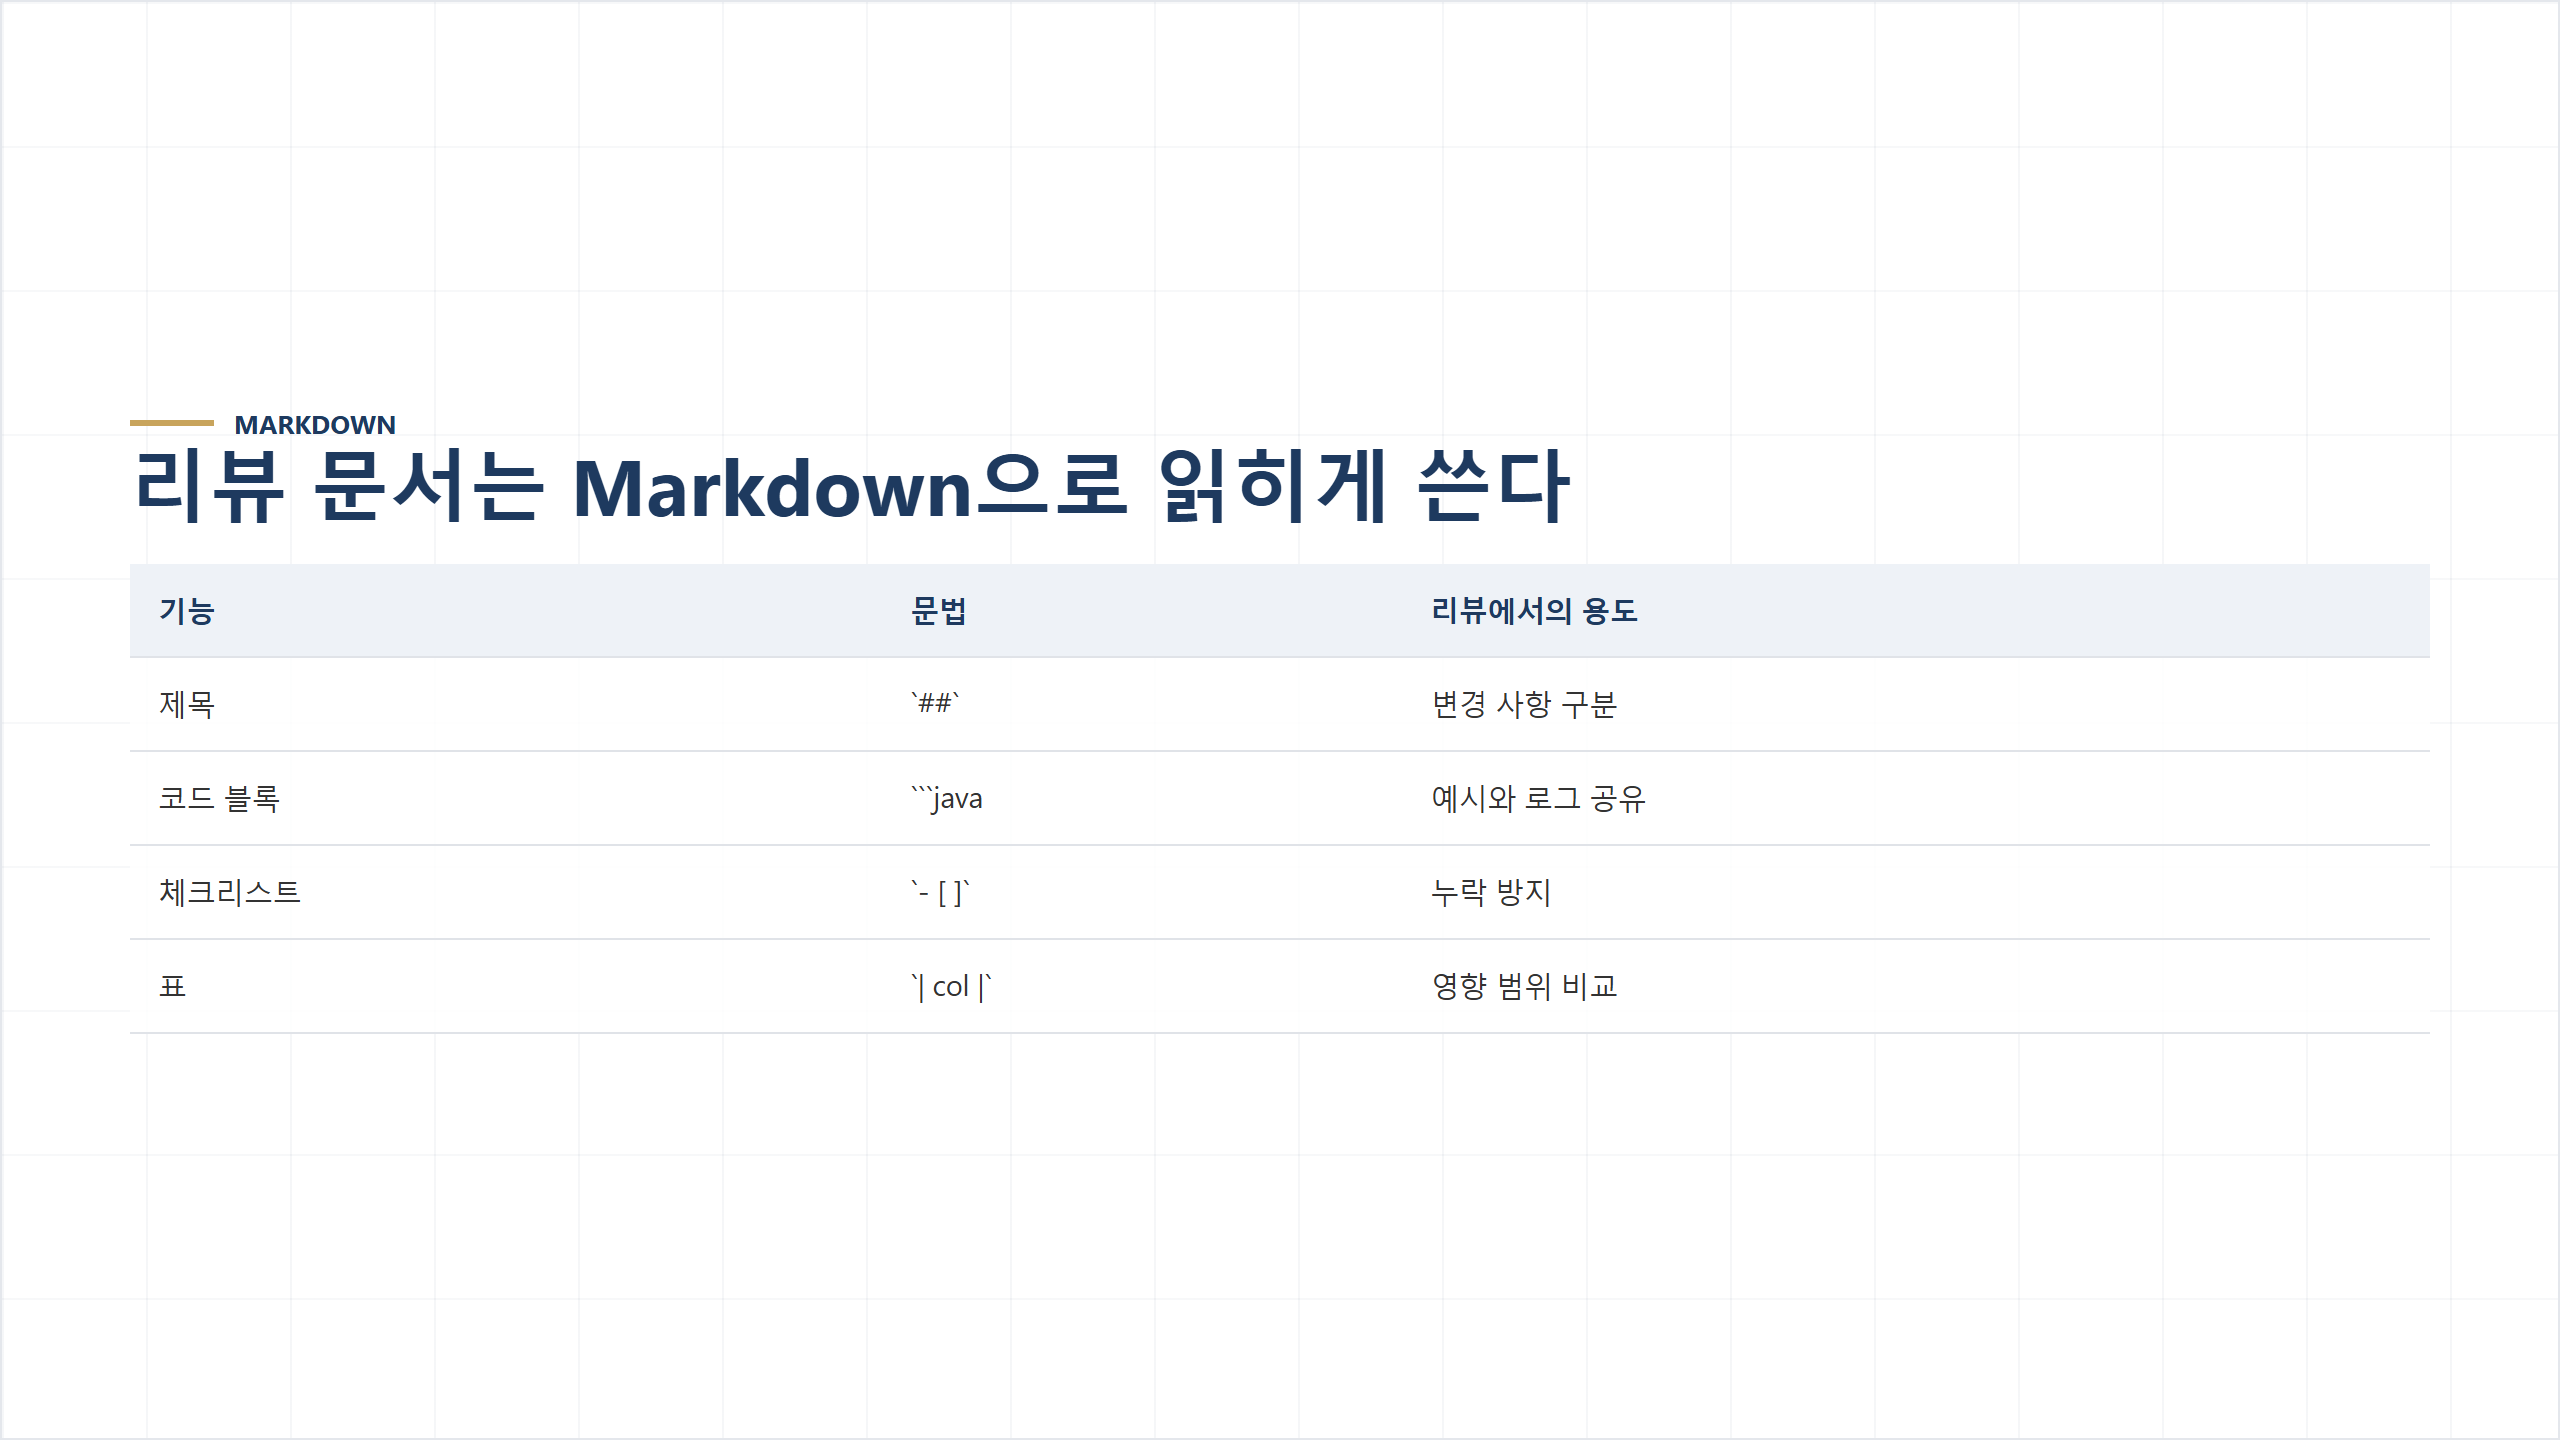 MARKDOWN
리뷰 문서는 Markdown으로 읽히게 쓴다
기능 문법 리뷰에서의 용도
제목 `##` 변경 사항 구분
코드 블록 ```java 예시와 로그 공유
체크리스트 `- [ ]` 누락 방지
표 `| col |` 영향 범위 비교